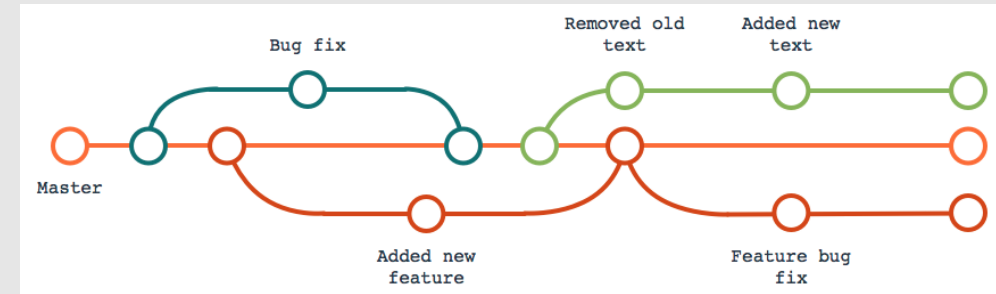 Removed old
text
Added new
text
Bug fix
Master
Added new
feature
Feature bug
fix